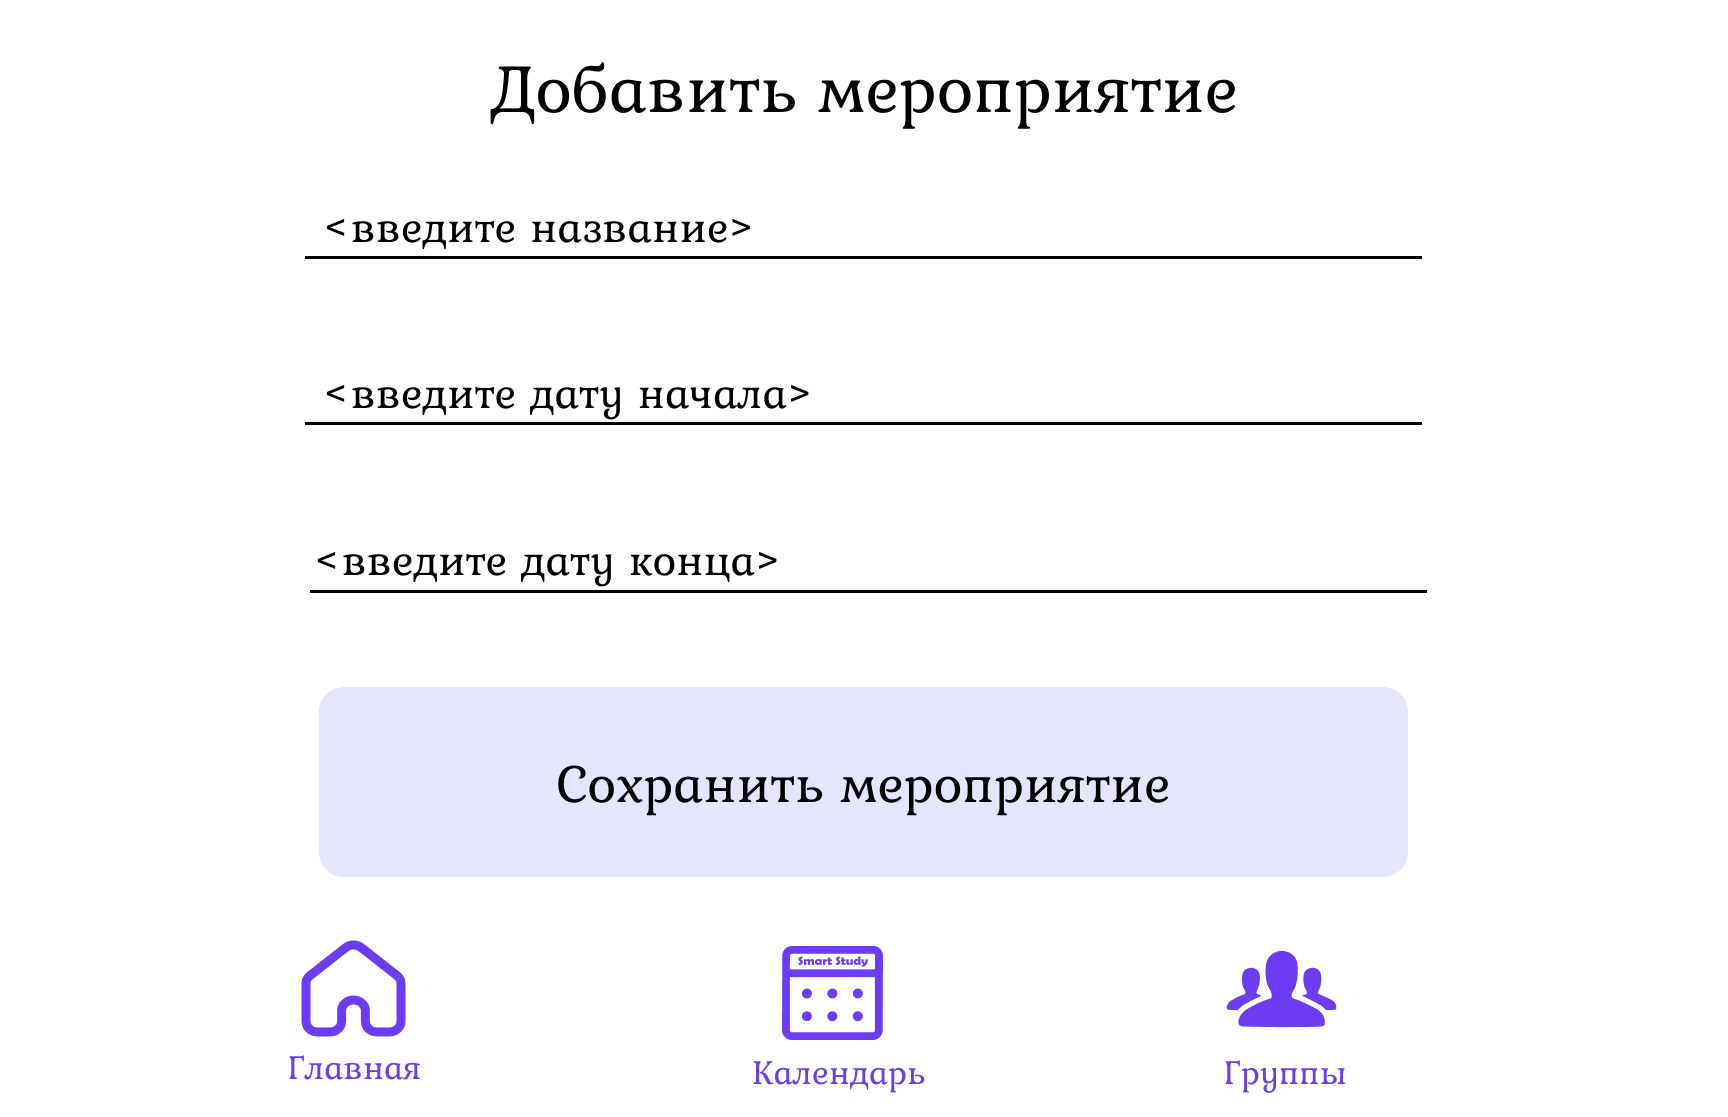 Добавить мероприятие
<введите название>
<введите дату начала>
<введите дату конца>
Сохранить мероприятие
Smart Study
Главная
Календарь
Группы